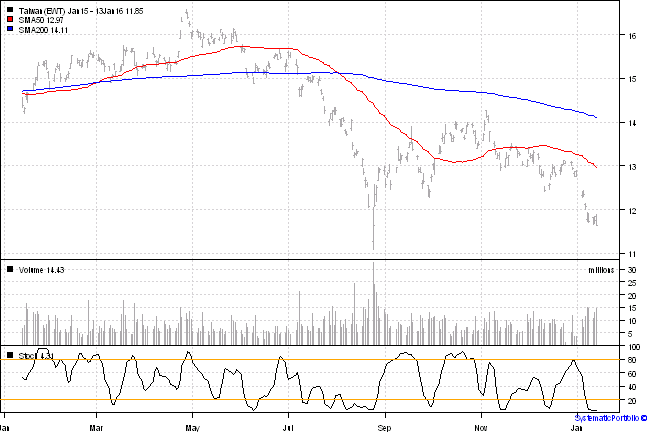 Taiwan (EWT) Jan15 - 13Jan16 11.85
SMA50 12.97
SMA200 14.11
16
15
14
13
12
11
Volume 14.43
millions
30
25
20
15
10
5
Stoch 4.31
100
80
60
40
20
Jan
Mar
May
Jul
Sep
Nov
Jan
SystematicPortfolio ©